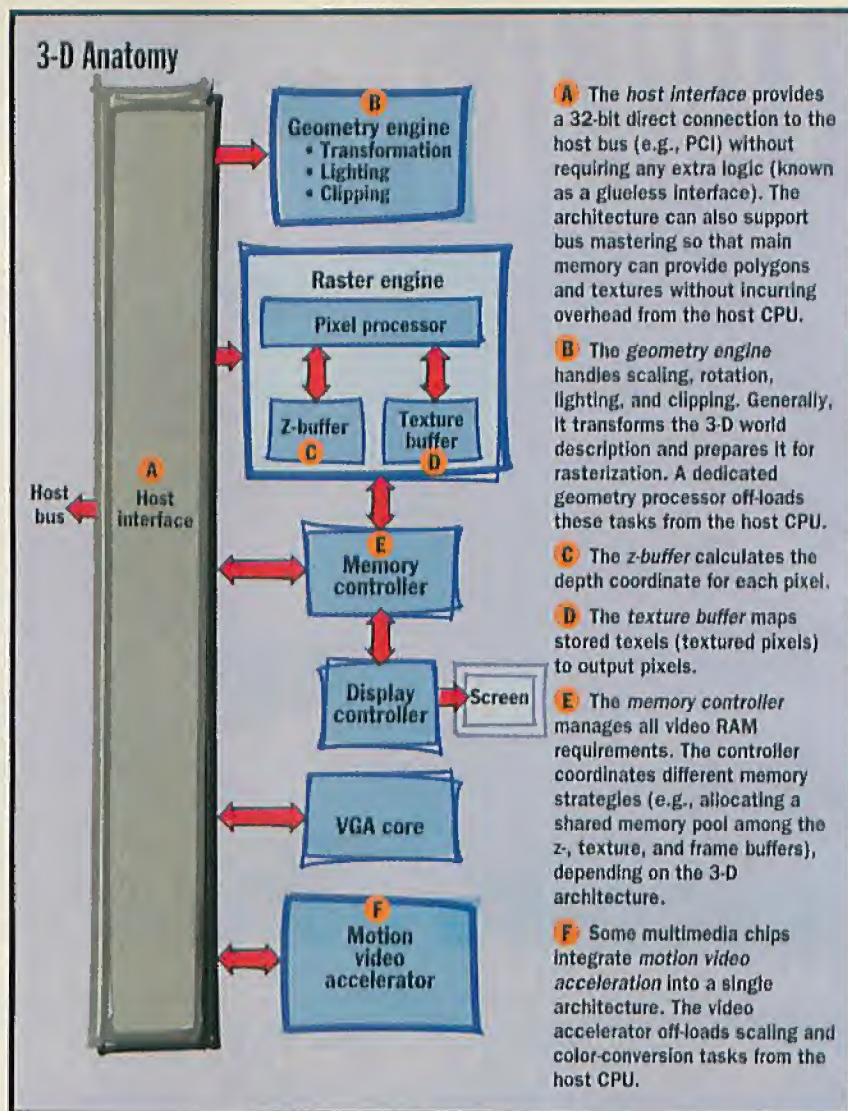 3-D Anatomy
B
Geometry engine
• Transformation
• Lighting
• Clipping
Raster engine
Pixel processor
Z-buffer
C
Texture
buffer
D
Host
bus
A
Host
interface
E
Memory
controller
Display
controller
Screen
VGA core
F
Motion
video
accelerator
A The host interface provides
a 32-bit direct connection to the
host bus (e.g., PCI) without
requiring any extra logic (known
as a glueless interface). The
architecture can also support
bus mastering so that main
memory can provide polygons
and textures without incurring
overhead from the host CPU.
B The geometry engine
handles scaling, rotation,
lighting, and clipping. Generally,
it transforms the 3-D world
description and prepares it for
rasterization. A dedicated
geometry processor off-loads
these tasks from the host CPU.
C The z-buffer calculates the
depth coordinate for each pixel.
D The texture buffer maps
stored texels (textured pixels)
to output pixels.
E The memory controller
manages all video RAM
requirements. The controller
coordinates different memory
strategies (e.g., allocating a
shared memory pool among the
z-, texture, and frame buffers),
depending on the 3-D
architecture.
F Some multimedia chips
integrate motion video
acceleration into a single
architecture. The video
accelerator off-loads scaling and
color-conversion tasks from the
host CPU.